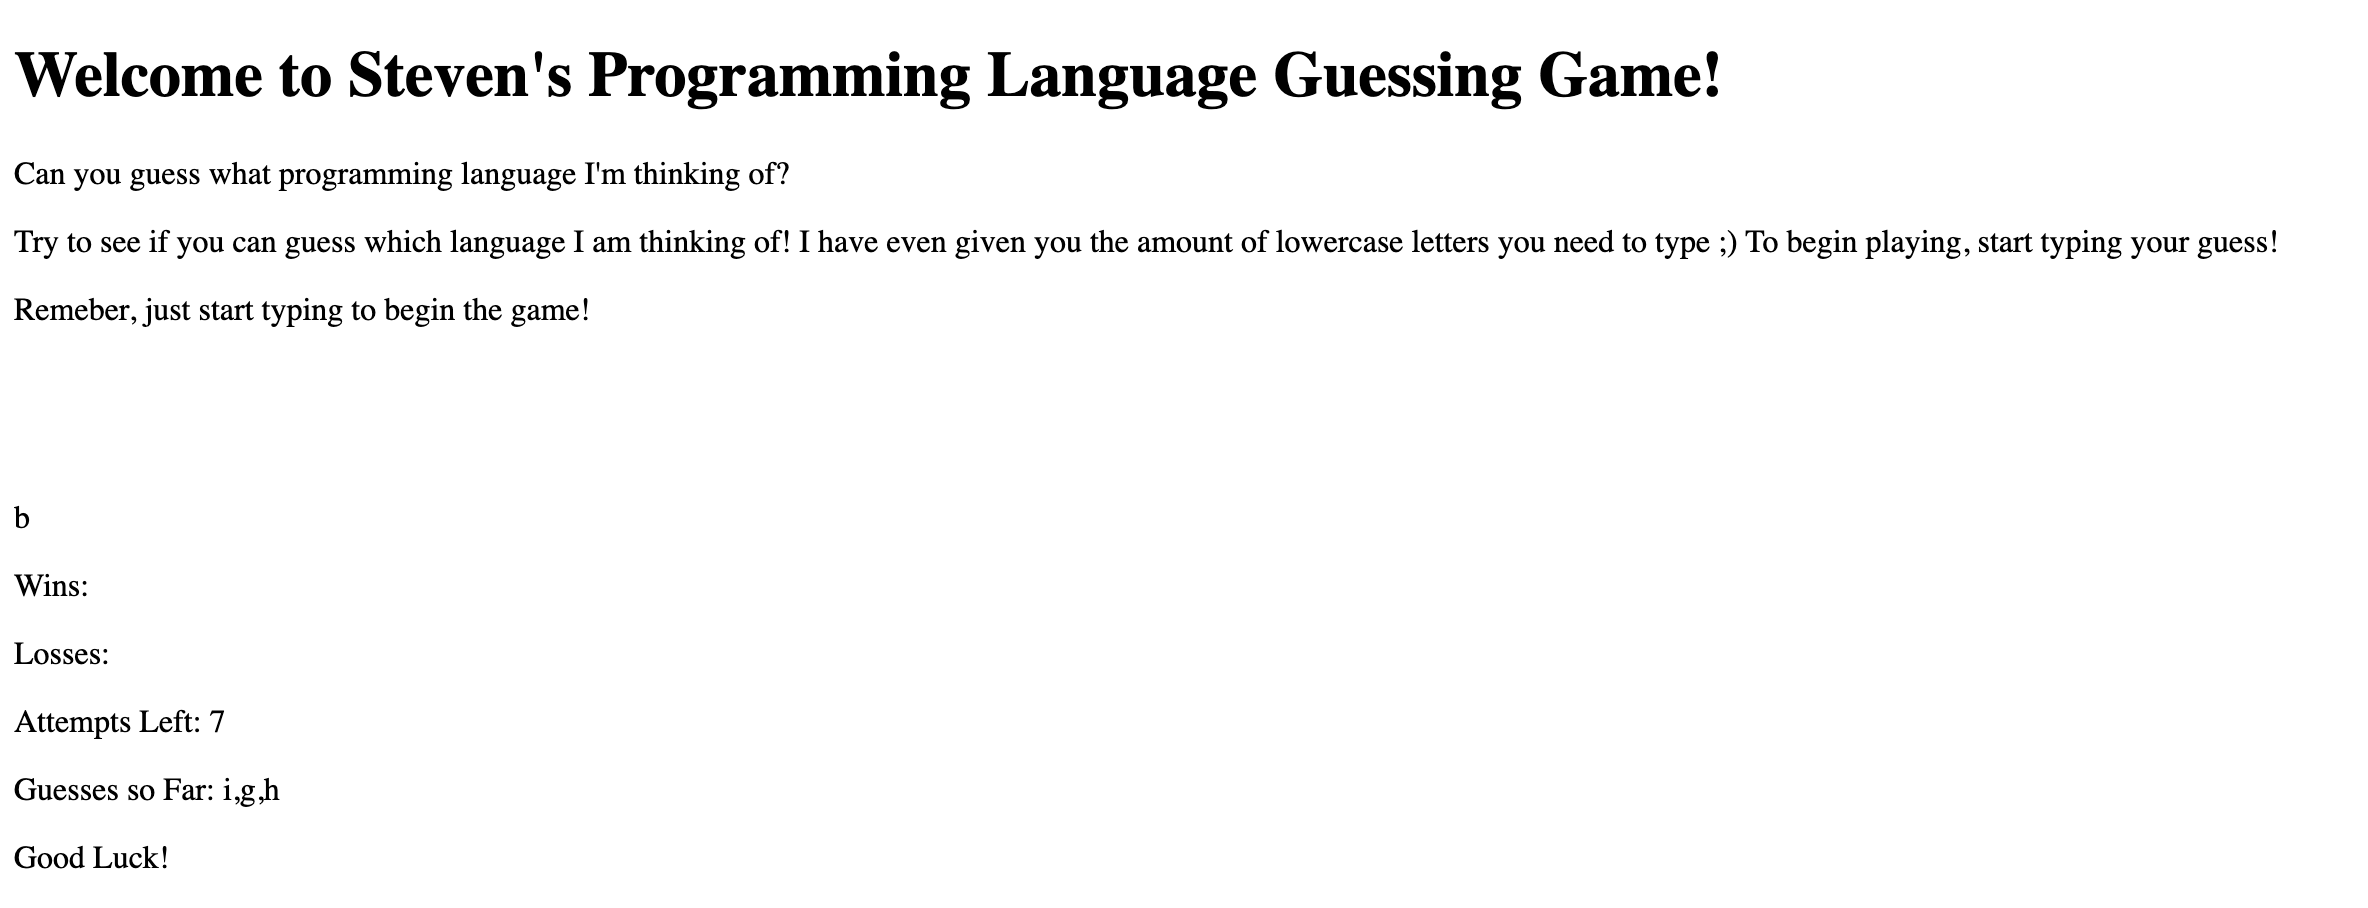 Welcome to Steven's Programming Language Guessing Game!
Can you guess what programming language I'm thinking of?
Try to see if you can guess which language I am thinking of! I have even given you the amount of lowercase letters you need to type ;) To begin playing, start typing your guess!
Remeber, just start typing to begin the game!
b
Wins:
Losses:
Attempts Left: 7
Guesses so Far: i,g,h
Good Luck!